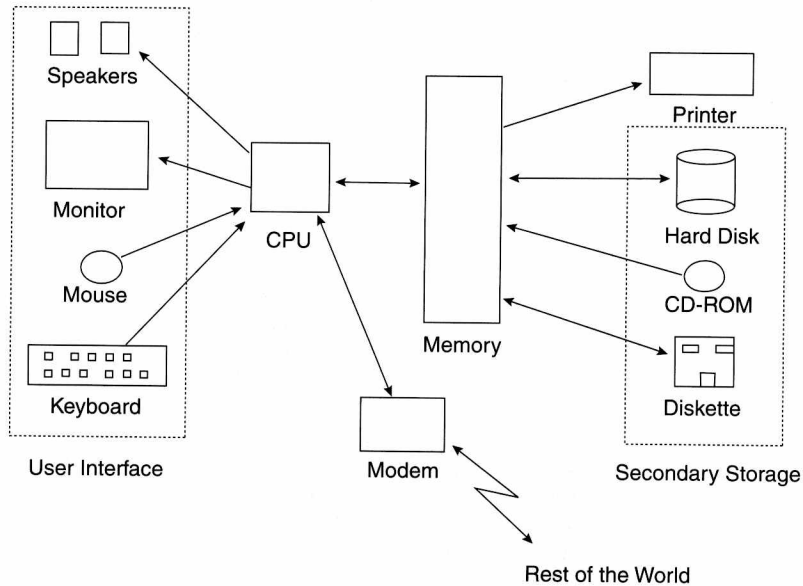 Speakers
Monitor
Mouse
Keyboard
User Interface
CPU
Memory
Modem
Rest of the World
Printer
Hard Disk
CD-ROM
Diskette
Secondary Storage